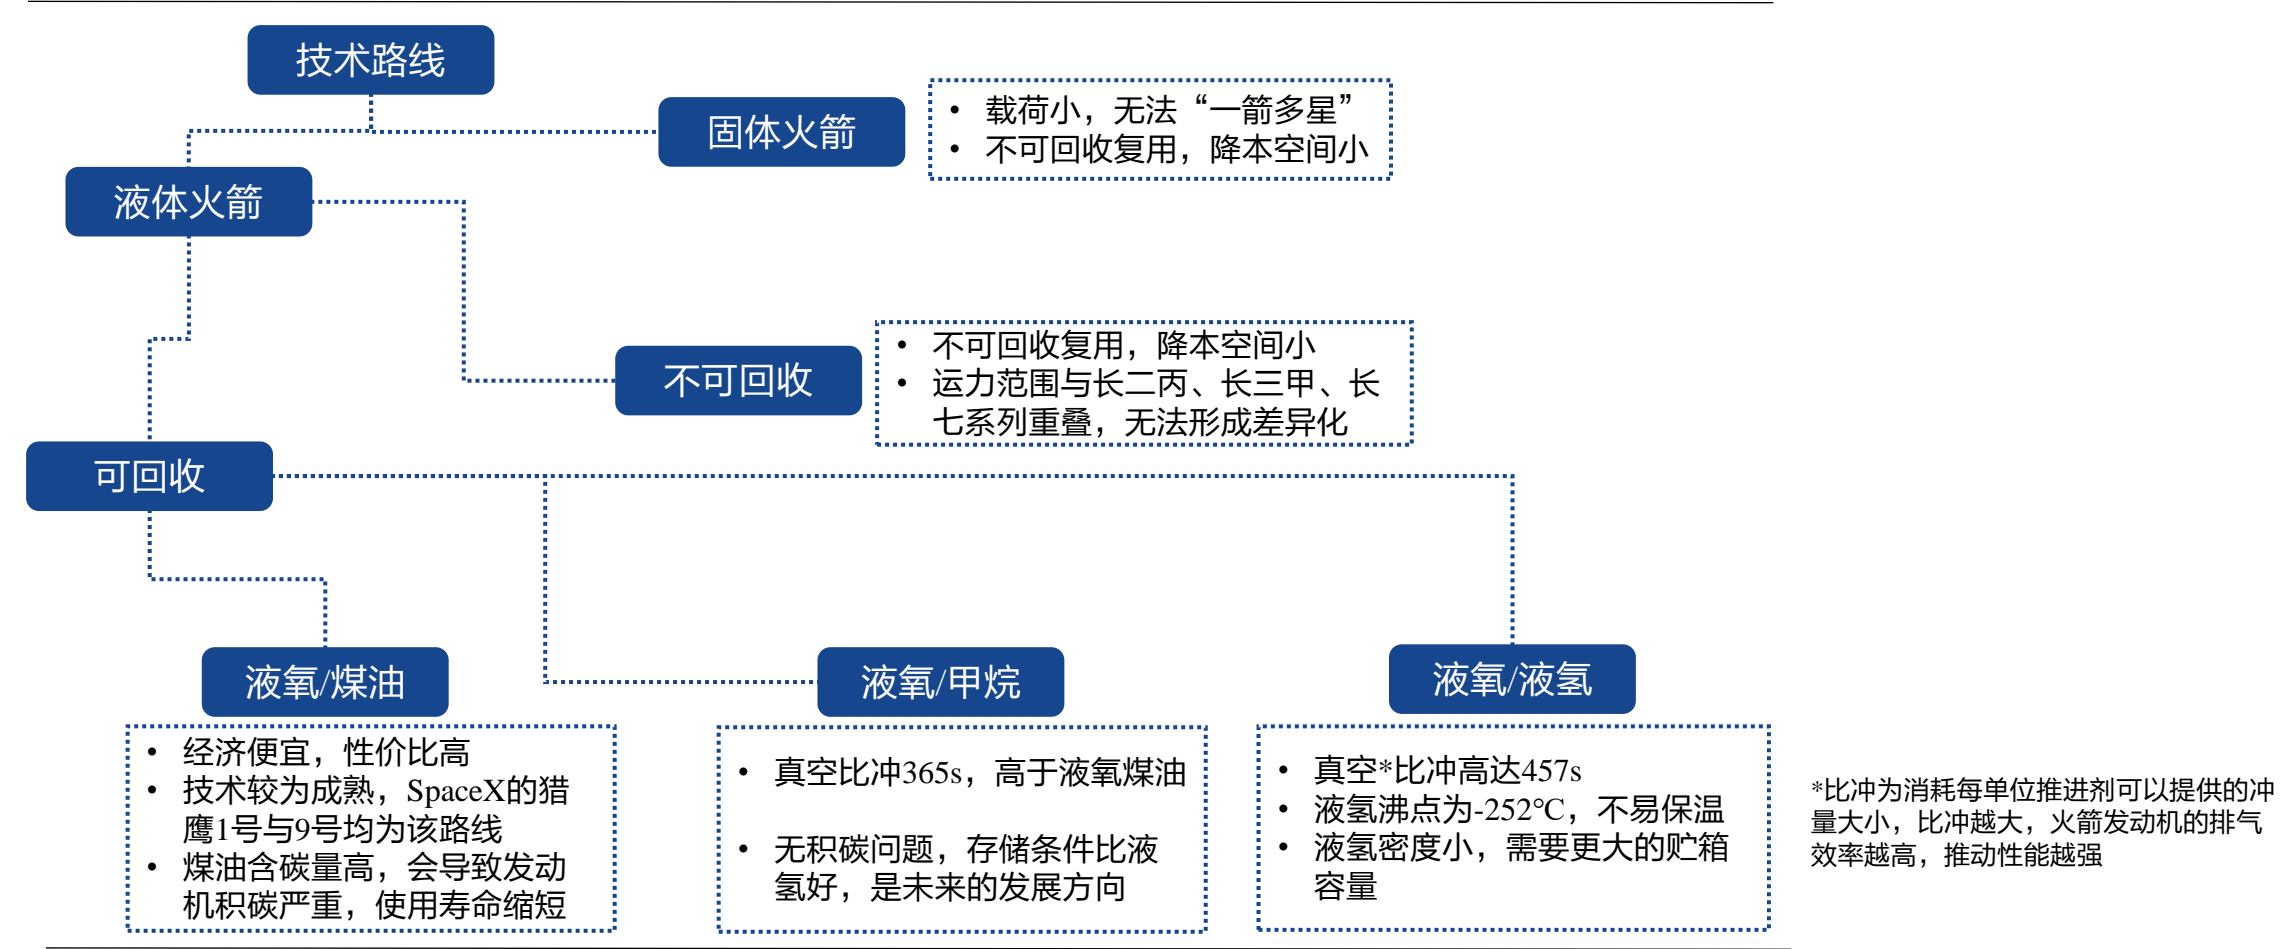 技术路线
固体火箭
• 载荷小，无法“一箭多星”
• 不可回收复用，降本空间小
液体火箭
不可回收
• 不可回收复用，降本空间小
• 运力范围与长二丙、长三甲、长
七系列重叠，无法形成差异化
可回收
液氧/煤油
• 经济便宜，性价比高
• 技术较为成熟，SpaceX的猎
鹰1号与9号均为该路线
• 煤油含碳量高，会导致发动
机积碳严重，使用寿命缩短
液氧/甲烷
• 真空比冲365s，高于液氧煤油
• 无积碳问题，存储条件比液
氢好，是未来的发展方向
液氧/液氢
• 真空*比冲高达457s
• 液氢沸点为-252℃，不易保温
• 液氢密度小，需要更大的贮箱
容量
*比冲为消耗每单位推进剂可以提供的冲
量大小，比冲越大，火箭发动机的排气
效率越高，推动性能越强